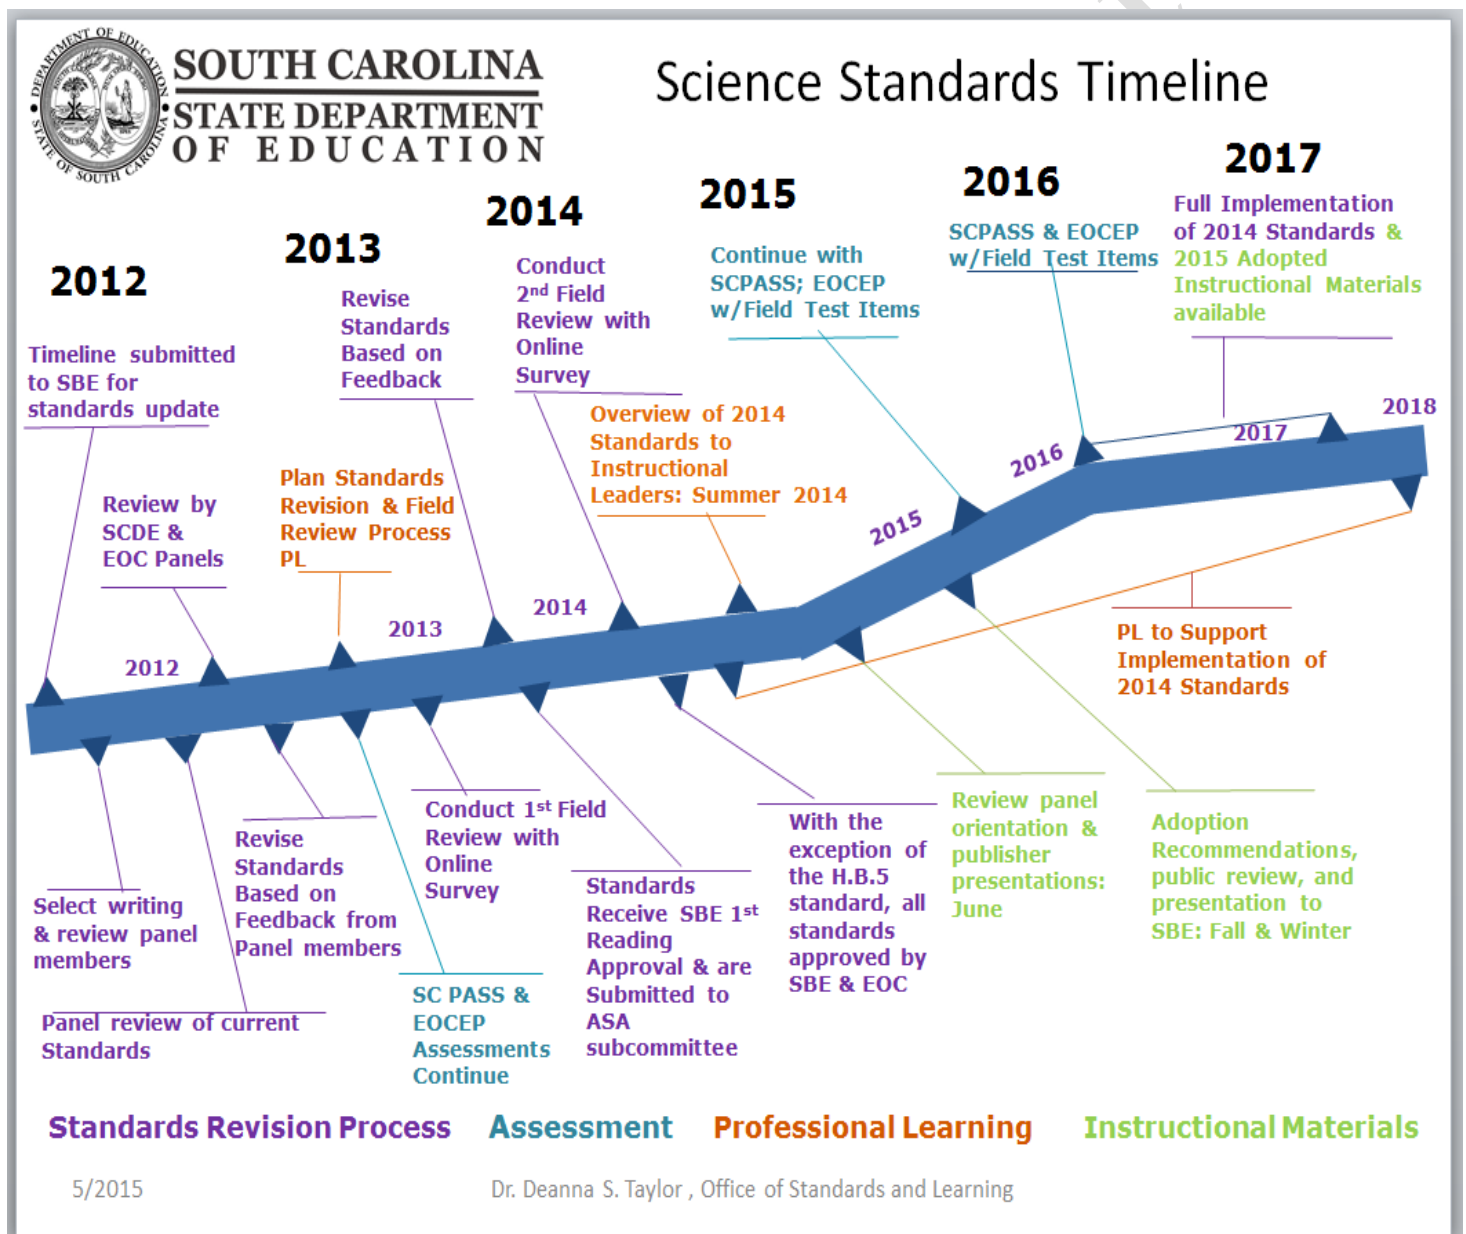 DEPARTMENT OF EDUCATION
STATE OF SOUTH CAROLINA
SOUTH CAROLINA
STATE DEPARTMENT
OF EDUCATION
Science Standards Timeline
2012
Timeline submitted
to SBE for
standards update
Review by
SCDE &
EOC Panels
2013
Plan Standards
Revision & Field
Review Process
PL
Revise
Standards
Based on
Feedback
2014
Conduct
2nd Field
Review with
Online
Survey
Overview of 2014
Standards to
Instructional
Leaders: Summer 2014
2015
Continue with
SCPASS; EOCEP
w/Field Test Items
2016
SCPASS & EOCEP
w/Field Test Items
2017
Full Implementation
of 2014 Standards &
2015 Adopted
Instructional Materials
available
2012
2013
2014
2015
2016
2017
2018
Select writing
& review panel
members
Panel review of current
Standards
Revise
Standards
Based on
Feedback from
Panel members
SC PASS &
EOCEP
Assessments
Continue
Conduct 1st Field
Review with
Online
Survey
Standards
Receive SBE 1st
Reading
Approval & are
Submitted to
ASA
subcommittee
With the
exception of
the H.B.5
standard, all
standards
approved by
SBE & EOC
Review panel
orientation &
publisher
presentations:
June
Adoption
Recommendations,
public review, and
presentation to
SBE: Fall & Winter
PL to Support
Implementation of
2014 Standards
Standards Revision Process
Assessment
Professional Learning
Instructional Materials
5/2015
Dr. Deanna S. Taylor , Office of Standards and Learning